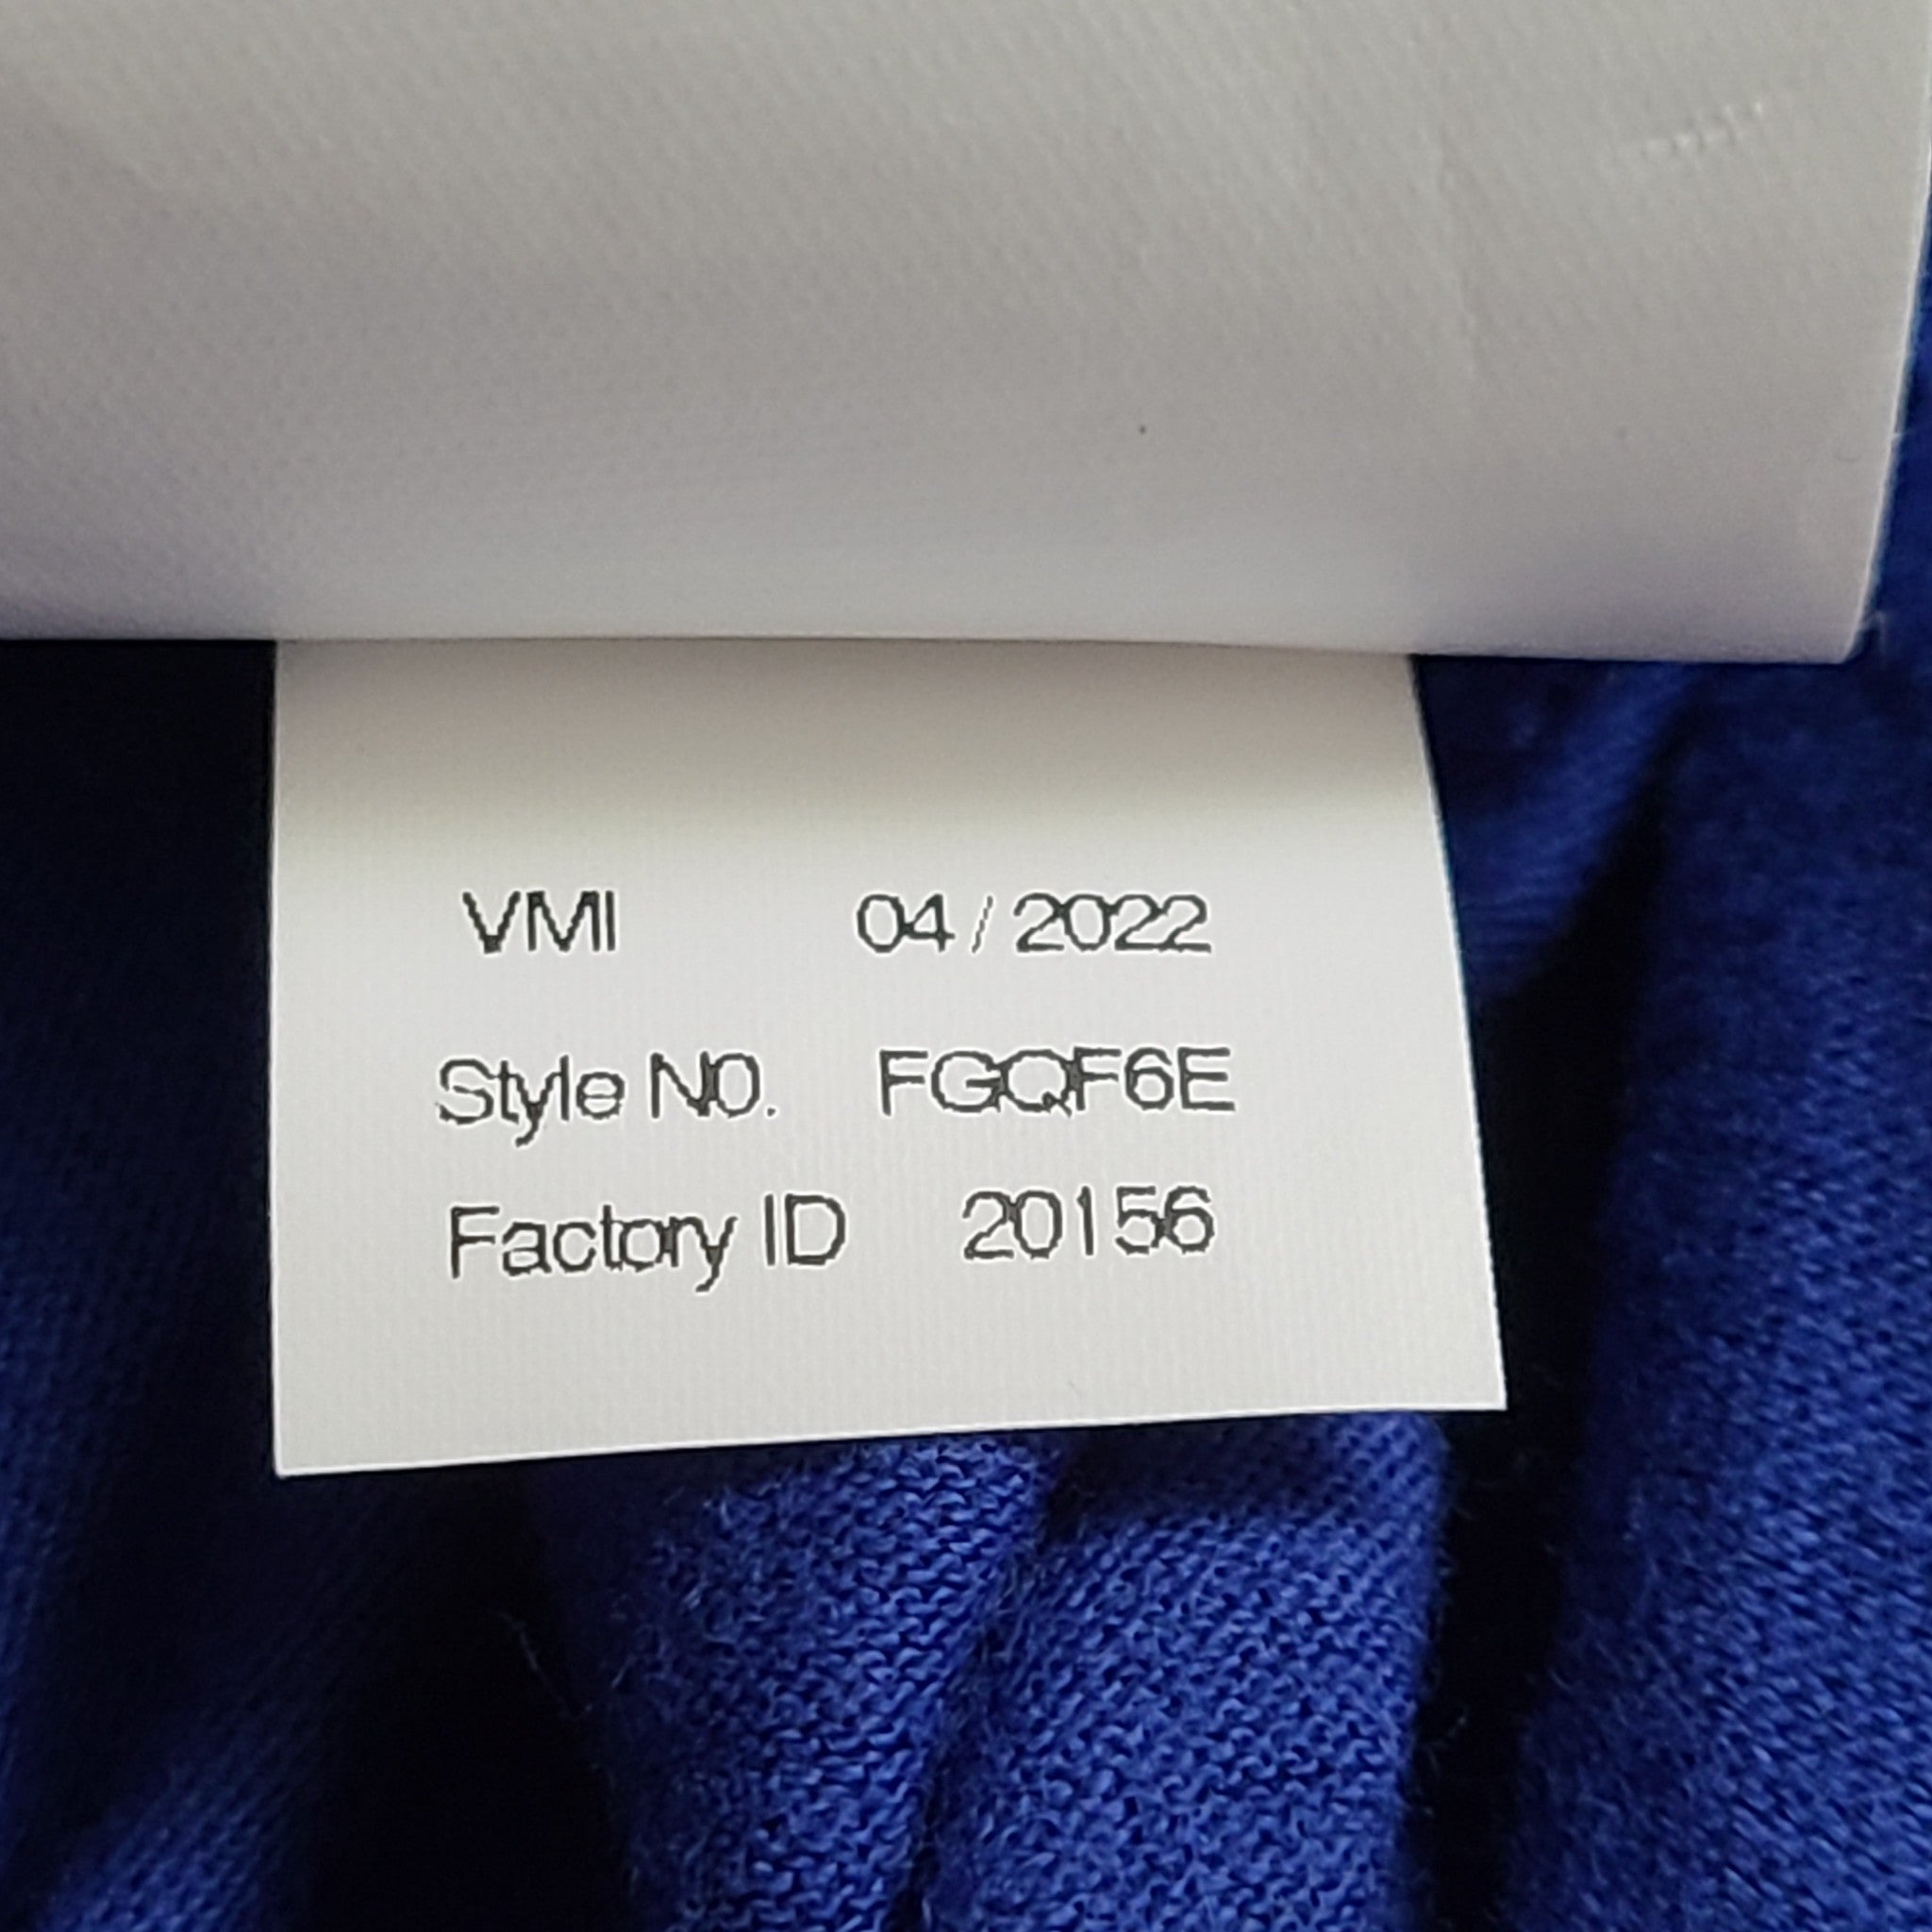 VMI 04/2022
Style N0. FGQF6E
Factory ID 20156